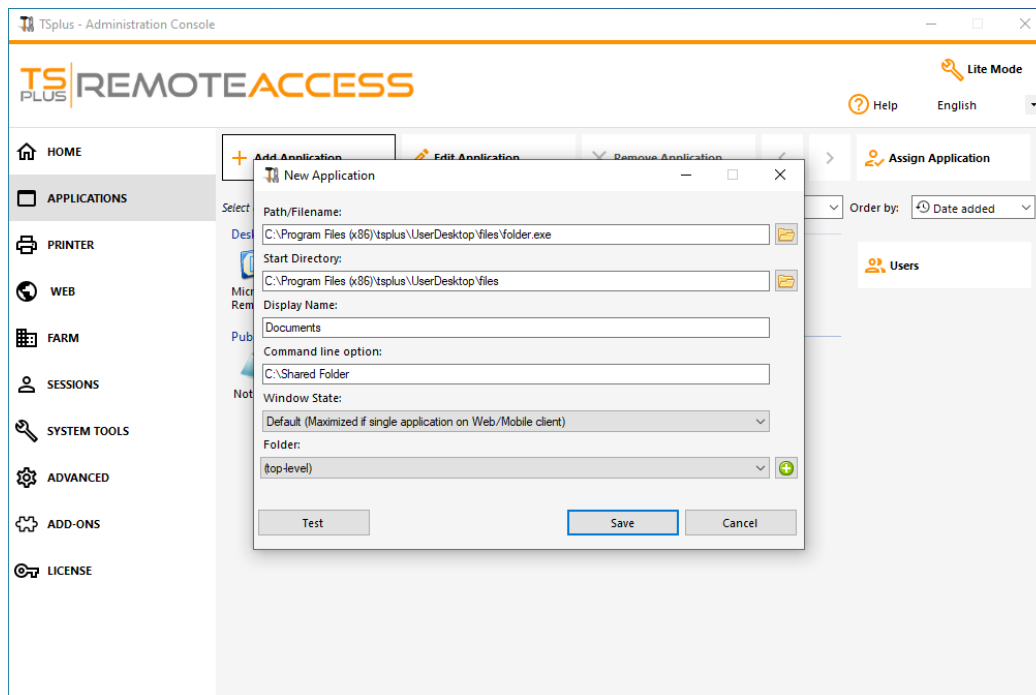 TSplus - Administration Console
TS PLUS REMOTEACCESS
Lite Mode
Help English
HOME
APPLICATIONS
PRINTER
WEB
FARM
SESSIONS
SYSTEM TOOLS
ADVANCED
ADD-ONS
LICENSE
Add Application Edit Application Remove Application Assign Application
Select
Order by: Date added
Users
New Application
Path/Filename:
C:\Program Files (x86)\tsplus\UserDesktop\files\folder.exe
Start Directory:
C:\Program Files (x86)\tsplus\UserDesktop\files
Display Name:
Documents
Command line option:
C:\Shared Folder
Window State:
Default (Maximized if single application on Web/Mobile client)
Folder:
(top-level)
Test Save Cancel